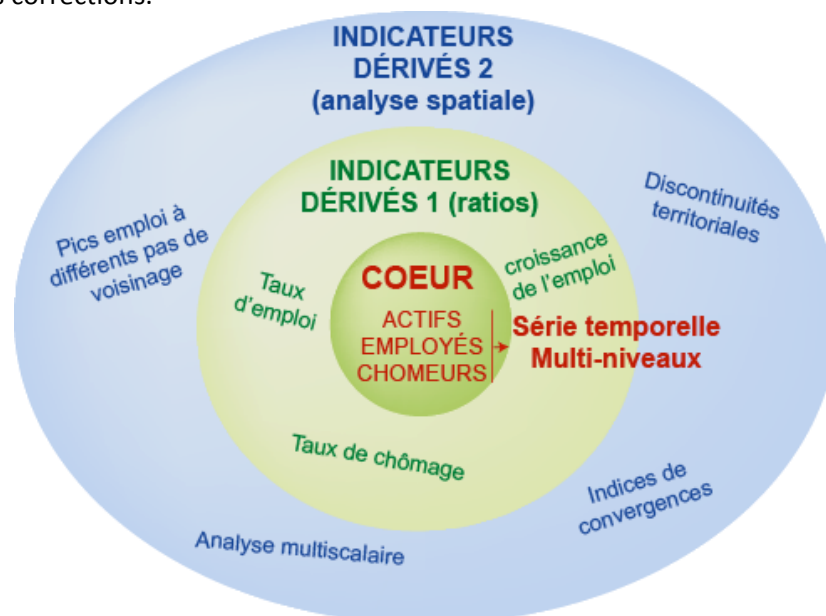 corrections.
INDICATEURS
DÉRIVÉS 2
(analyse spatiale)
INDICATEURS
DÉRIVÉS 1 (ratios)
Discontinuités
territoriales
Pics emploi à
différents pas de
voisinage
Taux
d'emploi
COEUR
ACTIFS
EMPLOYÉS
CHOMEURS
croissance
de l'emploi
Série temporelle
Multi-niveaux
Taux de chômage
Indices de
convergences
Analyse multiscalaire